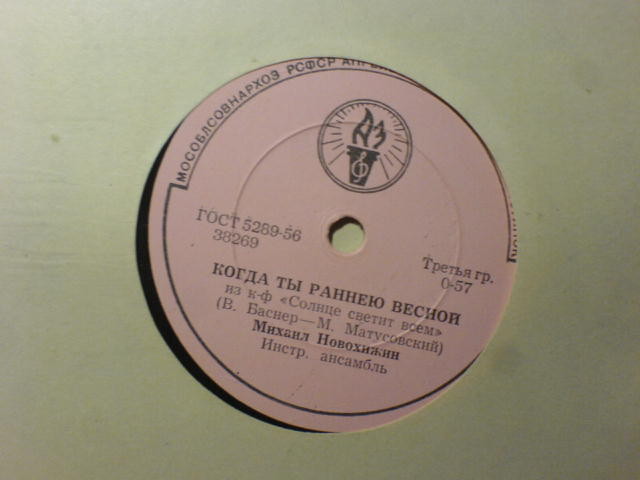 МОСОБЛСОВНАРХОЗ РСФСР
АЗ
ГОСТ 5289-56
38269
Третья гр.
0-57
КОГДА ТЫ РАННЕЮ ВЕСНОЙ
из к-ф «Солнце светит всем»
(В. Баснер — М. Матусовский)
Михаил Новохижин
Инстр. ансамбль